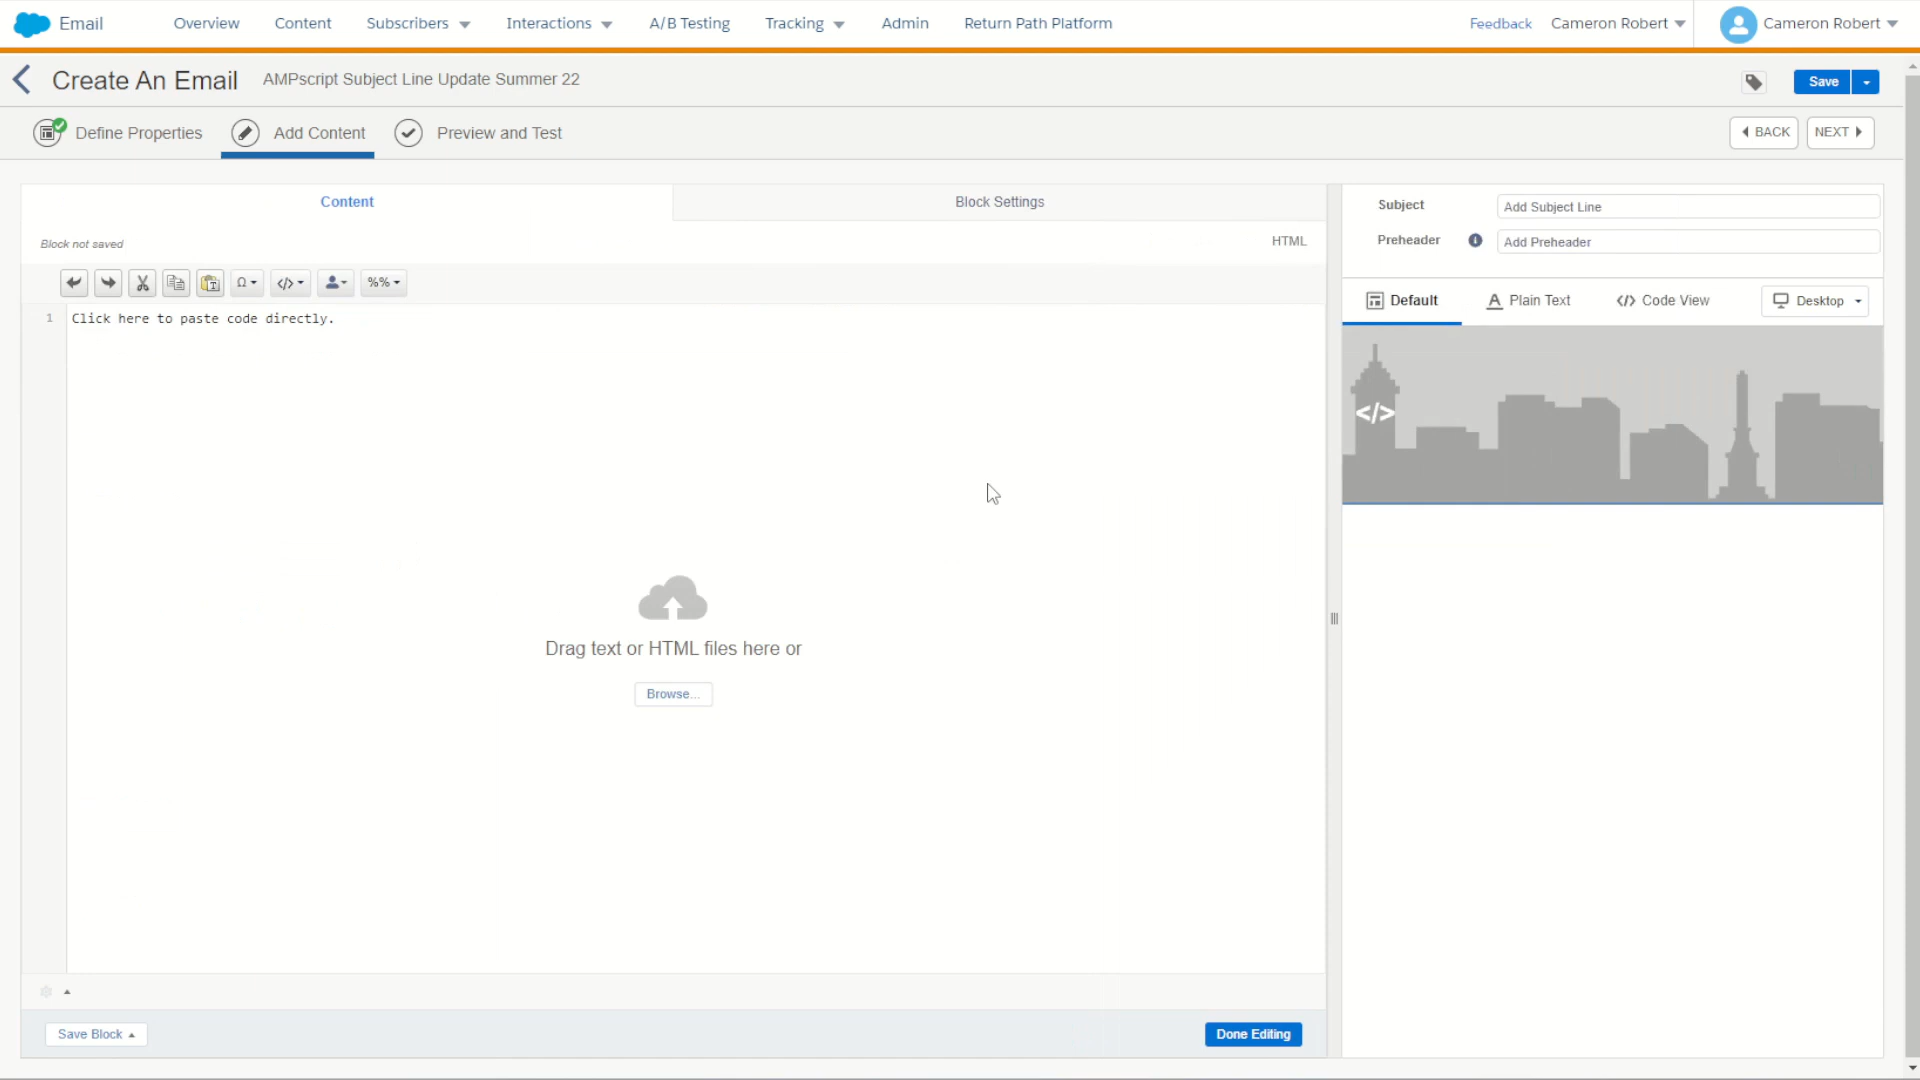 Email Overview Content Subscribers Interactions A/B Testing Tracking Admin Return Path Platform Feedback Cameron Robert Cameron Robert
Create An Email AMPscript Subject Line Update Summer 22 Save
Define Properties Add Content Preview and Test BACK NEXT
Content Block Settings
Block not saved HTML
Ω </> %%
1 Click here to paste code directly.
Drag text or HTML files here or
Browse...
Save Block Done Editing
Subject Add Subject Line
Preheader Add Preheader
Default Plain Text </> Code View Desktop
</>